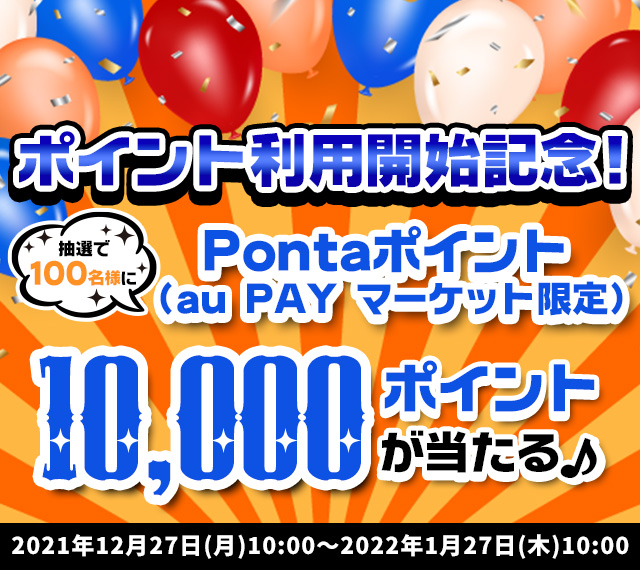 ポイント利用開始記念!
抽選で
100名様に
Pontaポイント
(au PAY マーケット限定)
10,000ポイント
が当たる♪
2021年12月27日(月)10:00～2022年1月27日(木)10:00